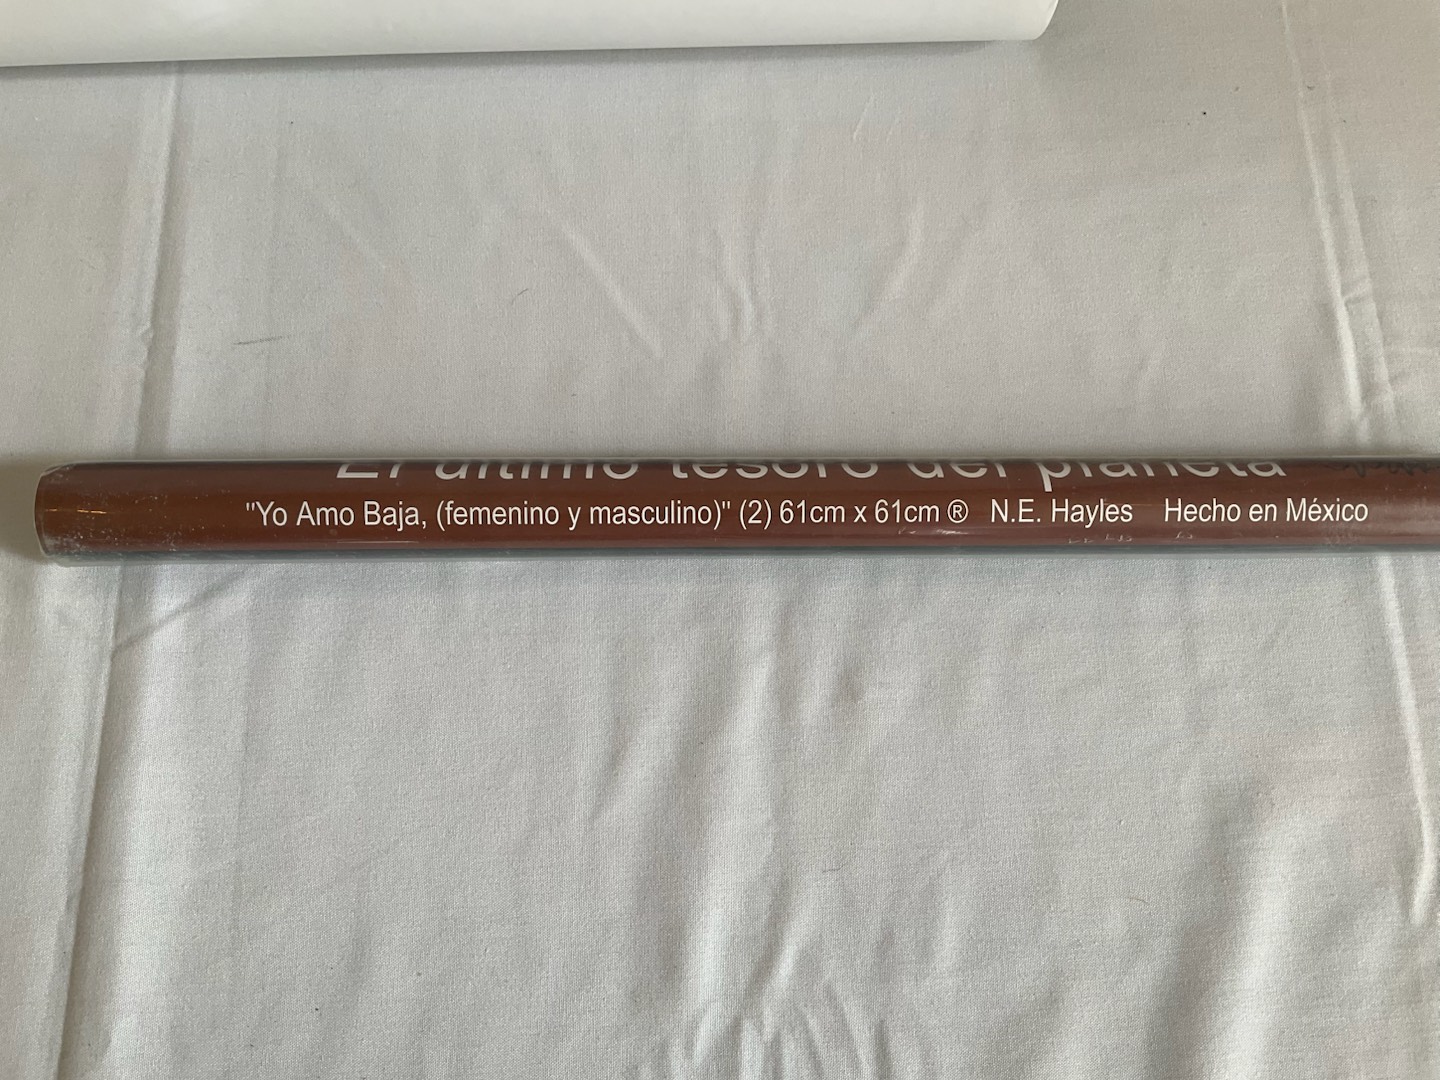 El último tesoro del planeta
"Yo Amo Baja, (femenino y masculino)" (2) 61cm x 61cm ® N.E. Hayles Hecho en México